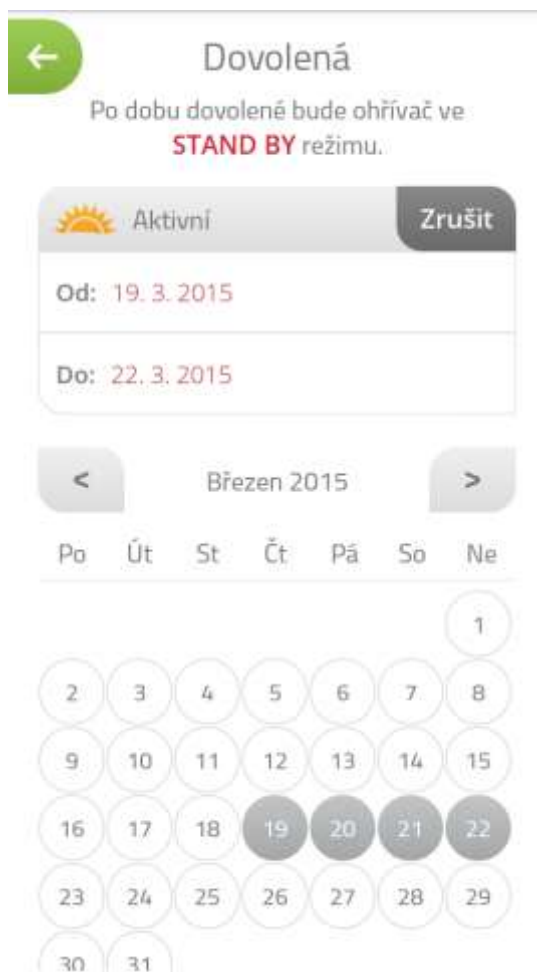 Dovolená
Po dobu dovolené bude ohřívač ve
STAND BY režimu.
Aktivní Zrušit
Od: 19. 3. 2015
Do: 22. 3. 2015
< Březen 2015 >
Po Út St Čt Pá So Ne
1
2 3 4 5 6 7 8
9 10 11 12 13 14 15
16 17 18 19 20 21 22
23 24 25 26 27 28 29
30 31